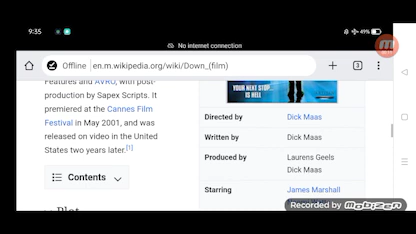 9:35
49%
No internet connection
Offline en.m.wikipedia.org/wiki/Down_(film)
3
Features and AVRO, with post-
production by Sapex Scripts. It
premiered at the Cannes Film
Festival in May 2001, and was
released on video in the United
States two years later.[1]
Contents
Plot
YOUR NEXT STOP...
IS HELL
Directed by Dick Maas
Written by Dick Maas
Produced by Laurens Geels
Dick Maas
Starring James Marshall
Recorded by MOBIZEN